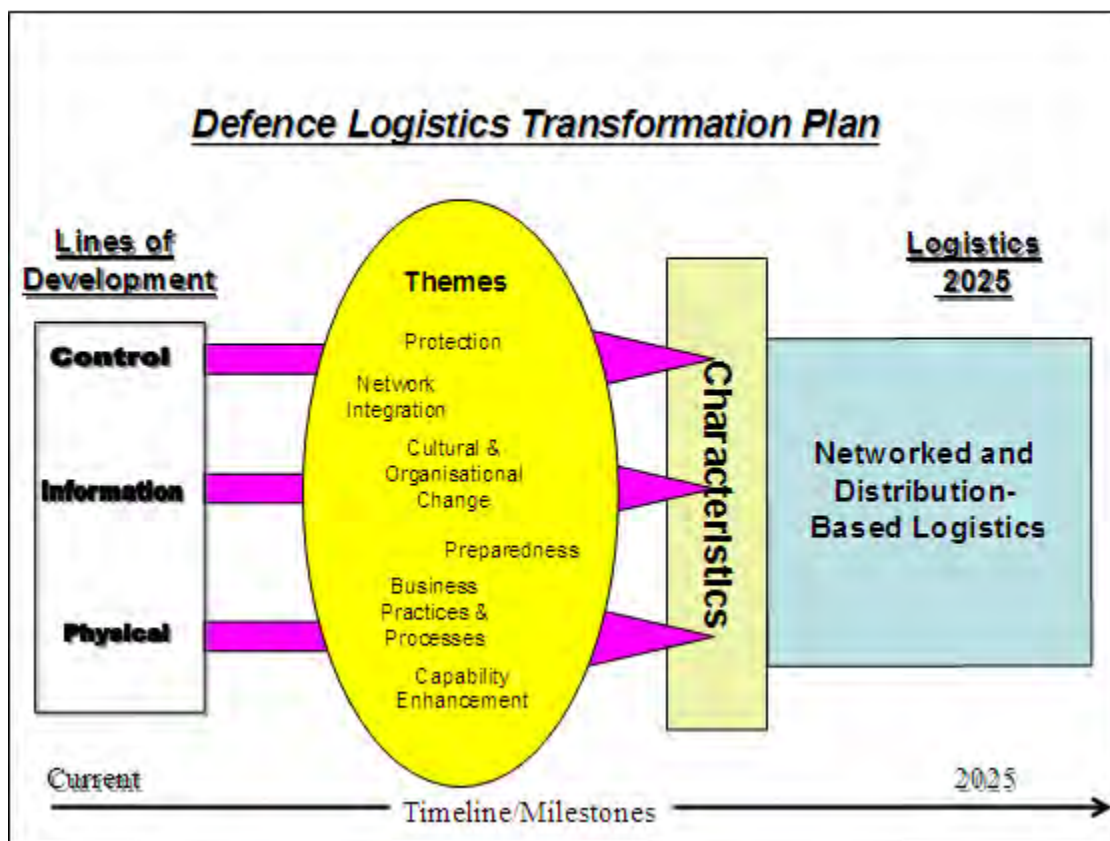 Defence Logistics Transformation Plan
Lines of
Development
Control
Information
Physical
Themes
Protection
Network
Integration
Cultural &
Organisational
Change
Preparedness
Business
Practices &
Processes
Capability
Enhancement
Characteristics
Logistics
2025
Networked and
Distribution-
Based Logistics
Current
Timeline/Milestones
2025